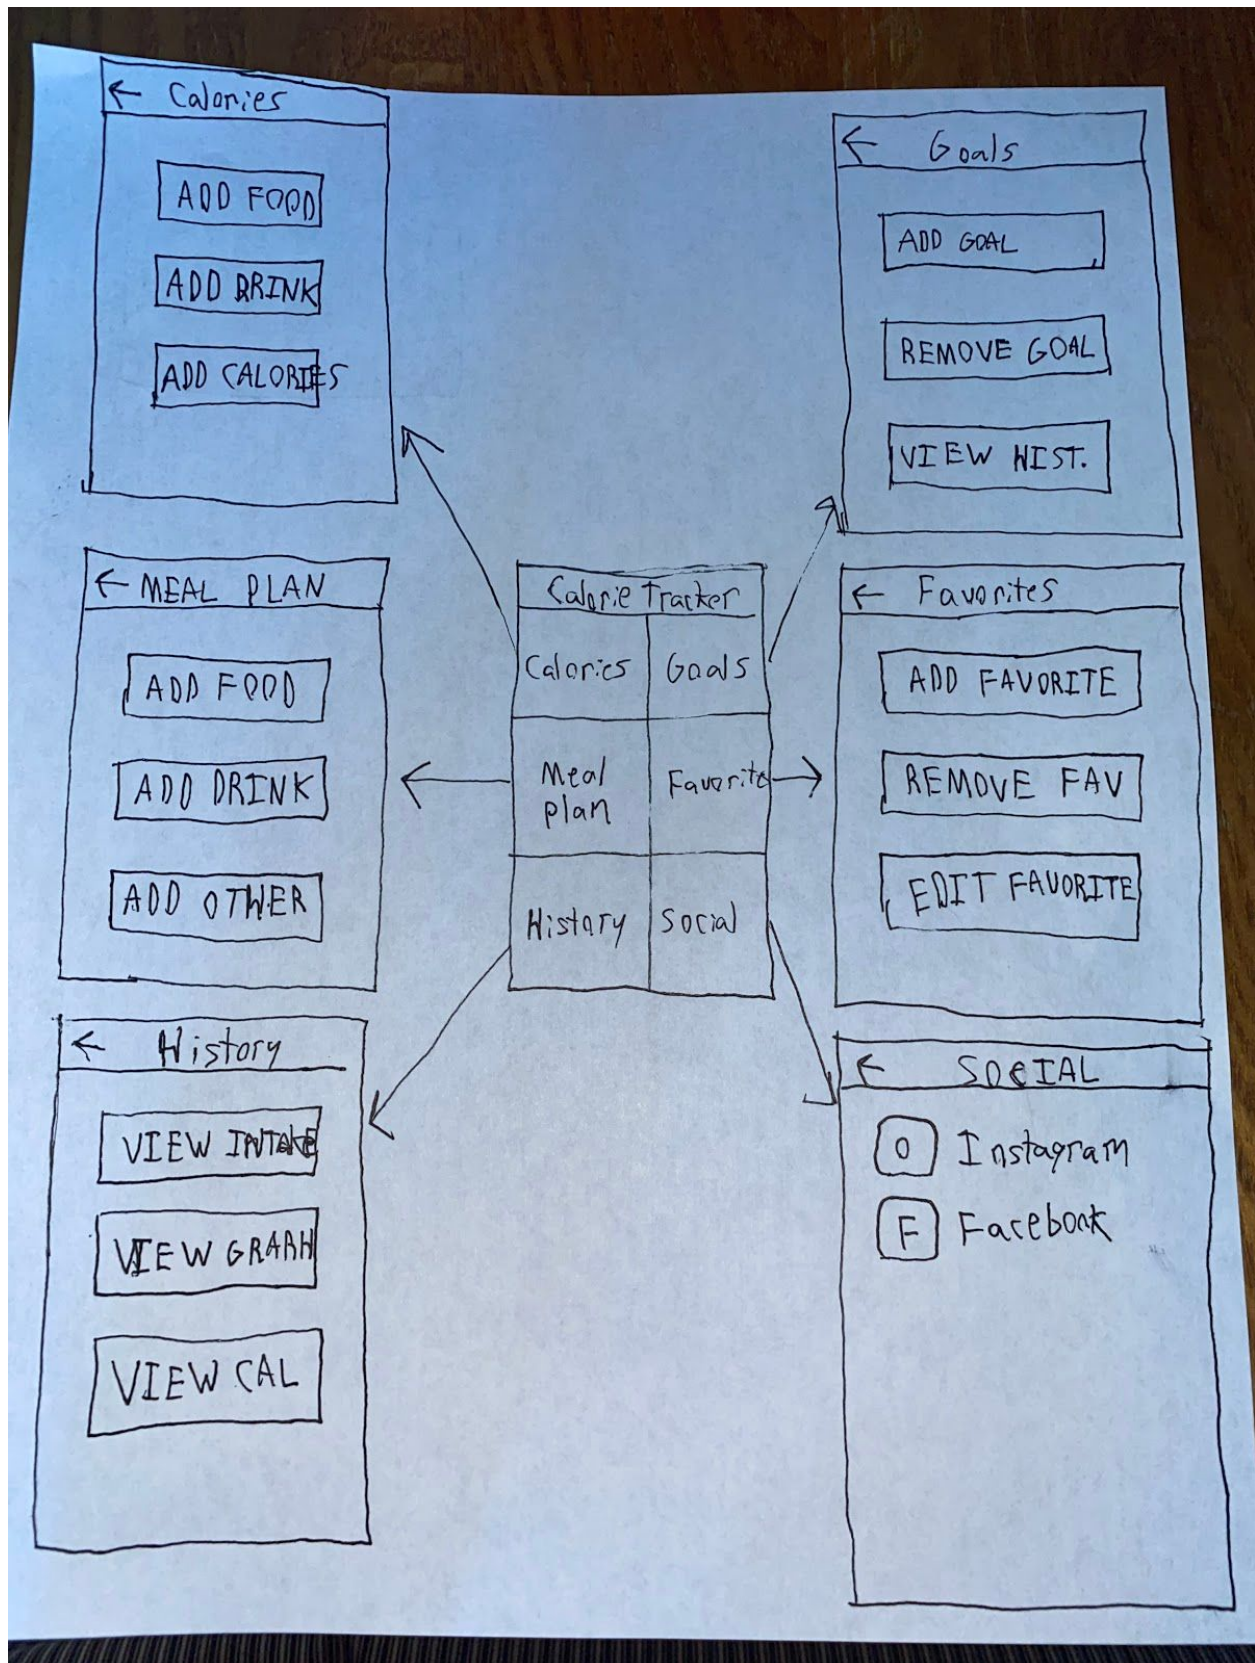 ← Calories
ADD FOOD
ADD DRINK
ADD CALORIES
← Goals
ADD GOAL
REMOVE GOAL
VIEW HIST.
← MEAL PLAN
ADD FOOD
ADD DRINK
ADD OTHER
Calorie Tracker
Calories
Goals
Meal
plan
Favorite
History
Social
← Favorites
ADD FAVORITE
REMOVE FAV
EDIT FAVORITE
← History
VIEW INTAKE
VIEW GRAPH
VIEW CAL
← SOCIAL
O Instagram
F Facebook